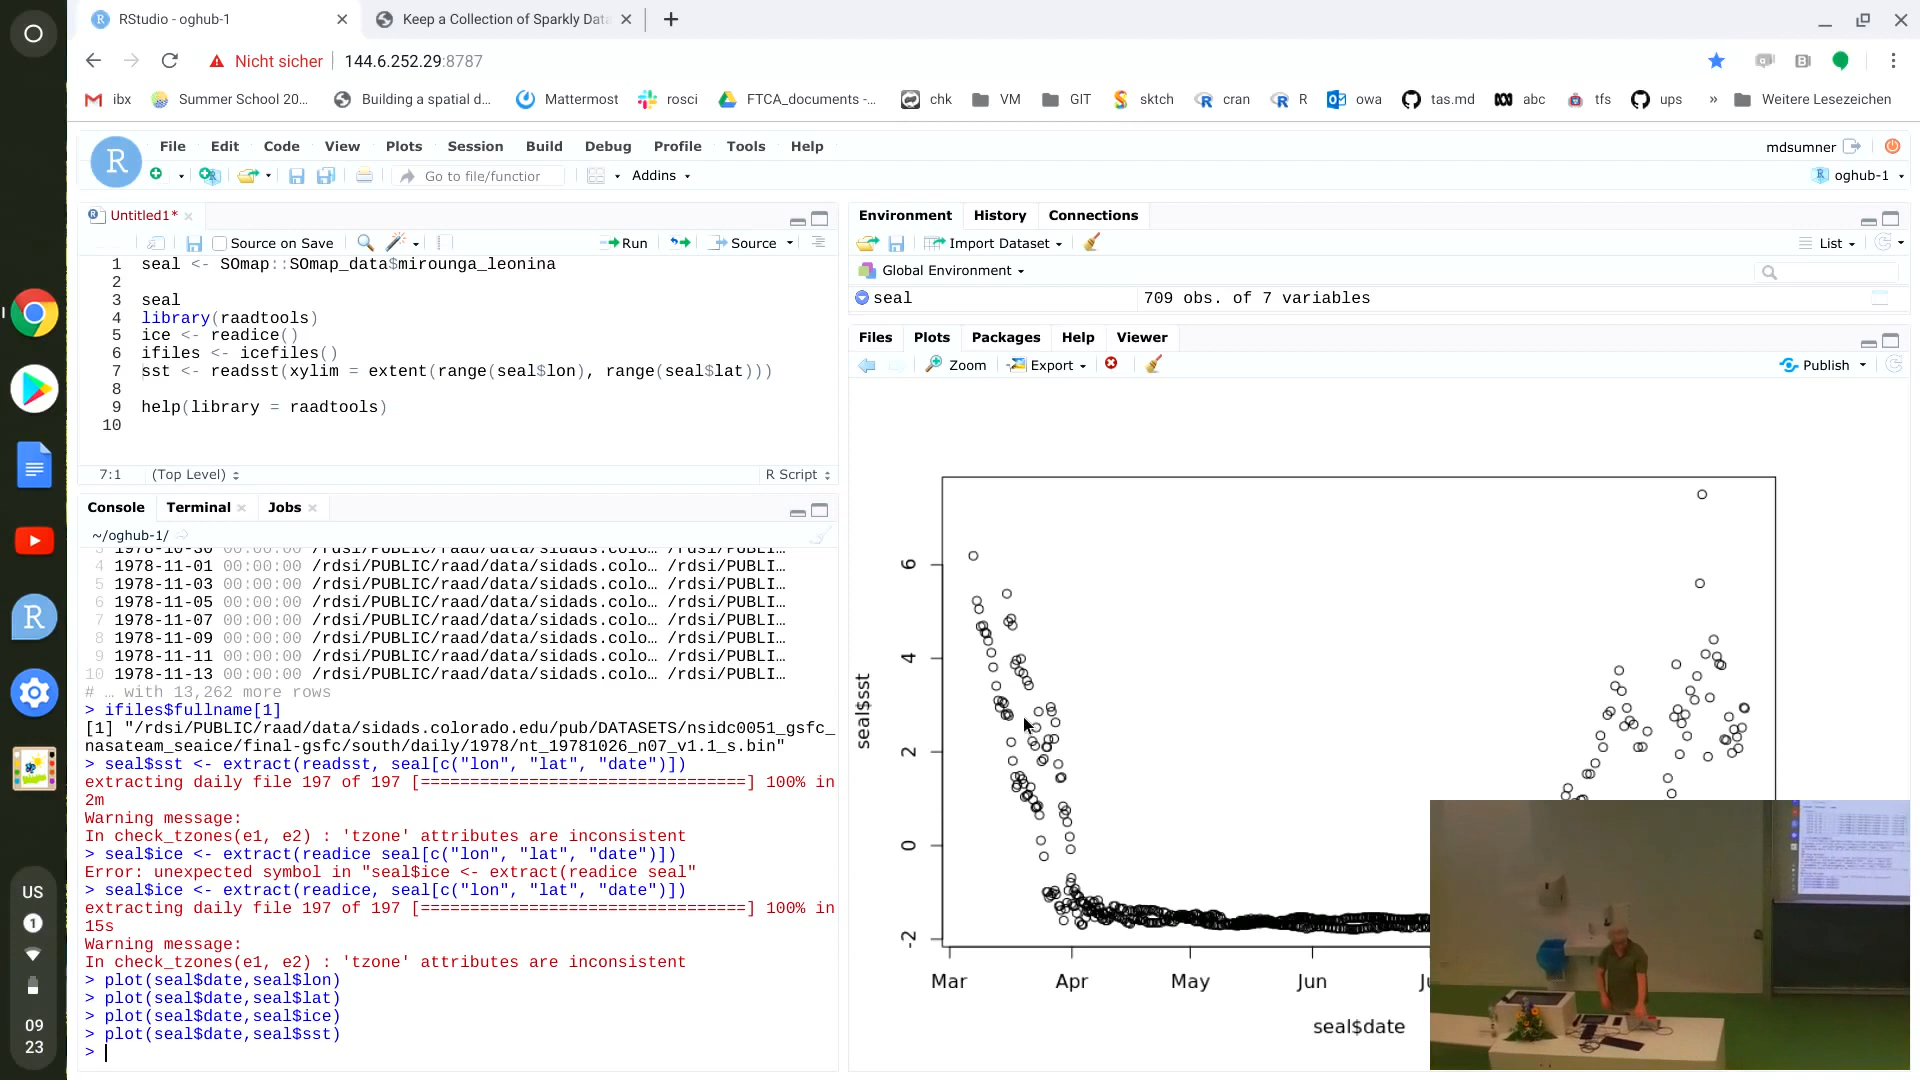 RStudio - oghub-1
Keep a Collection of Sparkly Data
Nicht sicher
144.6.252.29:8787
ibx
Summer School 20...
Building a spatial d...
Mattermost
rosci
FTCA_documents -...
chk
VM
GIT
sktch
cran
R
owa
tas.md
abc
tfs
ups
»
Weitere Lesezeichen
R
File Edit Code View Plots Session Build Debug Profile Tools Help
mdsumner
Go to file/function
Addins
oghub-1
Untitled1*
Source on Save
Run
Source
1 seal <- SOmap::SOmap_data$mirounga_leonina
2
3 seal
4 library(raadtools)
5 ice <- readice()
6 ifiles <- icefiles()
7 sst <- readsst(xylim = extent(range(seal$lon), range(seal$lat)))
8
9 help(library = raadtools)
10
7:1 (Top Level) R Script
Console Terminal Jobs
~/oghub-1/
3 1978-10-30 00:00:00 /rdsi/PUBLIC/raad/data/sidads.colo… /rdsi/PUBLI…
4 1978-11-01 00:00:00 /rdsi/PUBLIC/raad/data/sidads.colo… /rdsi/PUBLI…
5 1978-11-03 00:00:00 /rdsi/PUBLIC/raad/data/sidads.colo… /rdsi/PUBLI…
6 1978-11-05 00:00:00 /rdsi/PUBLIC/raad/data/sidads.colo… /rdsi/PUBLI…
7 1978-11-07 00:00:00 /rdsi/PUBLIC/raad/data/sidads.colo… /rdsi/PUBLI…
8 1978-11-09 00:00:00 /rdsi/PUBLIC/raad/data/sidads.colo… /rdsi/PUBLI…
9 1978-11-11 00:00:00 /rdsi/PUBLIC/raad/data/sidads.colo… /rdsi/PUBLI…
10 1978-11-13 00:00:00 /rdsi/PUBLIC/raad/data/sidads.colo… /rdsi/PUBLI…
# … with 13,262 more rows
> ifiles$fullname[1]
[1] "/rdsi/PUBLIC/raad/data/sidads.colorado.edu/pub/DATASETS/nsidc0051_gsfc_
nasateam_seaice/final-gsfc/south/daily/1978/nt_19781026_n07_v1.1_s.bin"
> seal$sst <- extract(readsst, seal[c("lon", "lat", "date")])
extracting daily file 197 of 197 [================================] 100% in
2m
Warning message:
In check_tzones(e1, e2) : 'tzone' attributes are inconsistent
> seal$ice <- extract(readice seal[c("lon", "lat", "date")])
Error: unexpected symbol in "seal$ice <- extract(readice seal"
> seal$ice <- extract(readice, seal[c("lon", "lat", "date")])
extracting daily file 197 of 197 [================================] 100% in
15s
Warning message:
In check_tzones(e1, e2) : 'tzone' attributes are inconsistent
> plot(seal$date,seal$lon)
> plot(seal$date,seal$lat)
> plot(seal$date,seal$ice)
> plot(seal$date,seal$sst)
>
Environment History Connections
Import Dataset
List
Global Environment
seal 709 obs. of 7 variables
Files Plots Packages Help Viewer
Zoom
Export
Publish
seal$sst
6
4
2
0
-2
Mar Apr May Jun Ju
seal$date
US
1
09
23